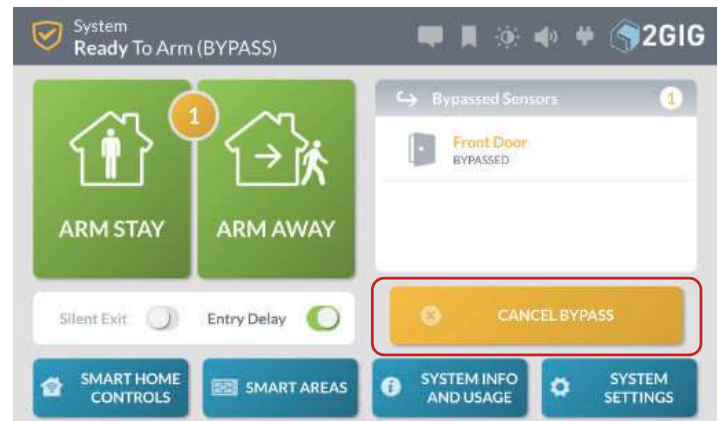 System
Ready To Arm (BYPASS)
2GIG
1
ARM STAY
ARM AWAY
Bypassed Sensors
1
Front Door
BYPASSED
Silent Exit
Entry Delay
CANCEL BYPASS
SMART HOME
CONTROLS
SMART AREAS
SYSTEM INFO
AND USAGE
SYSTEM
SETTINGS